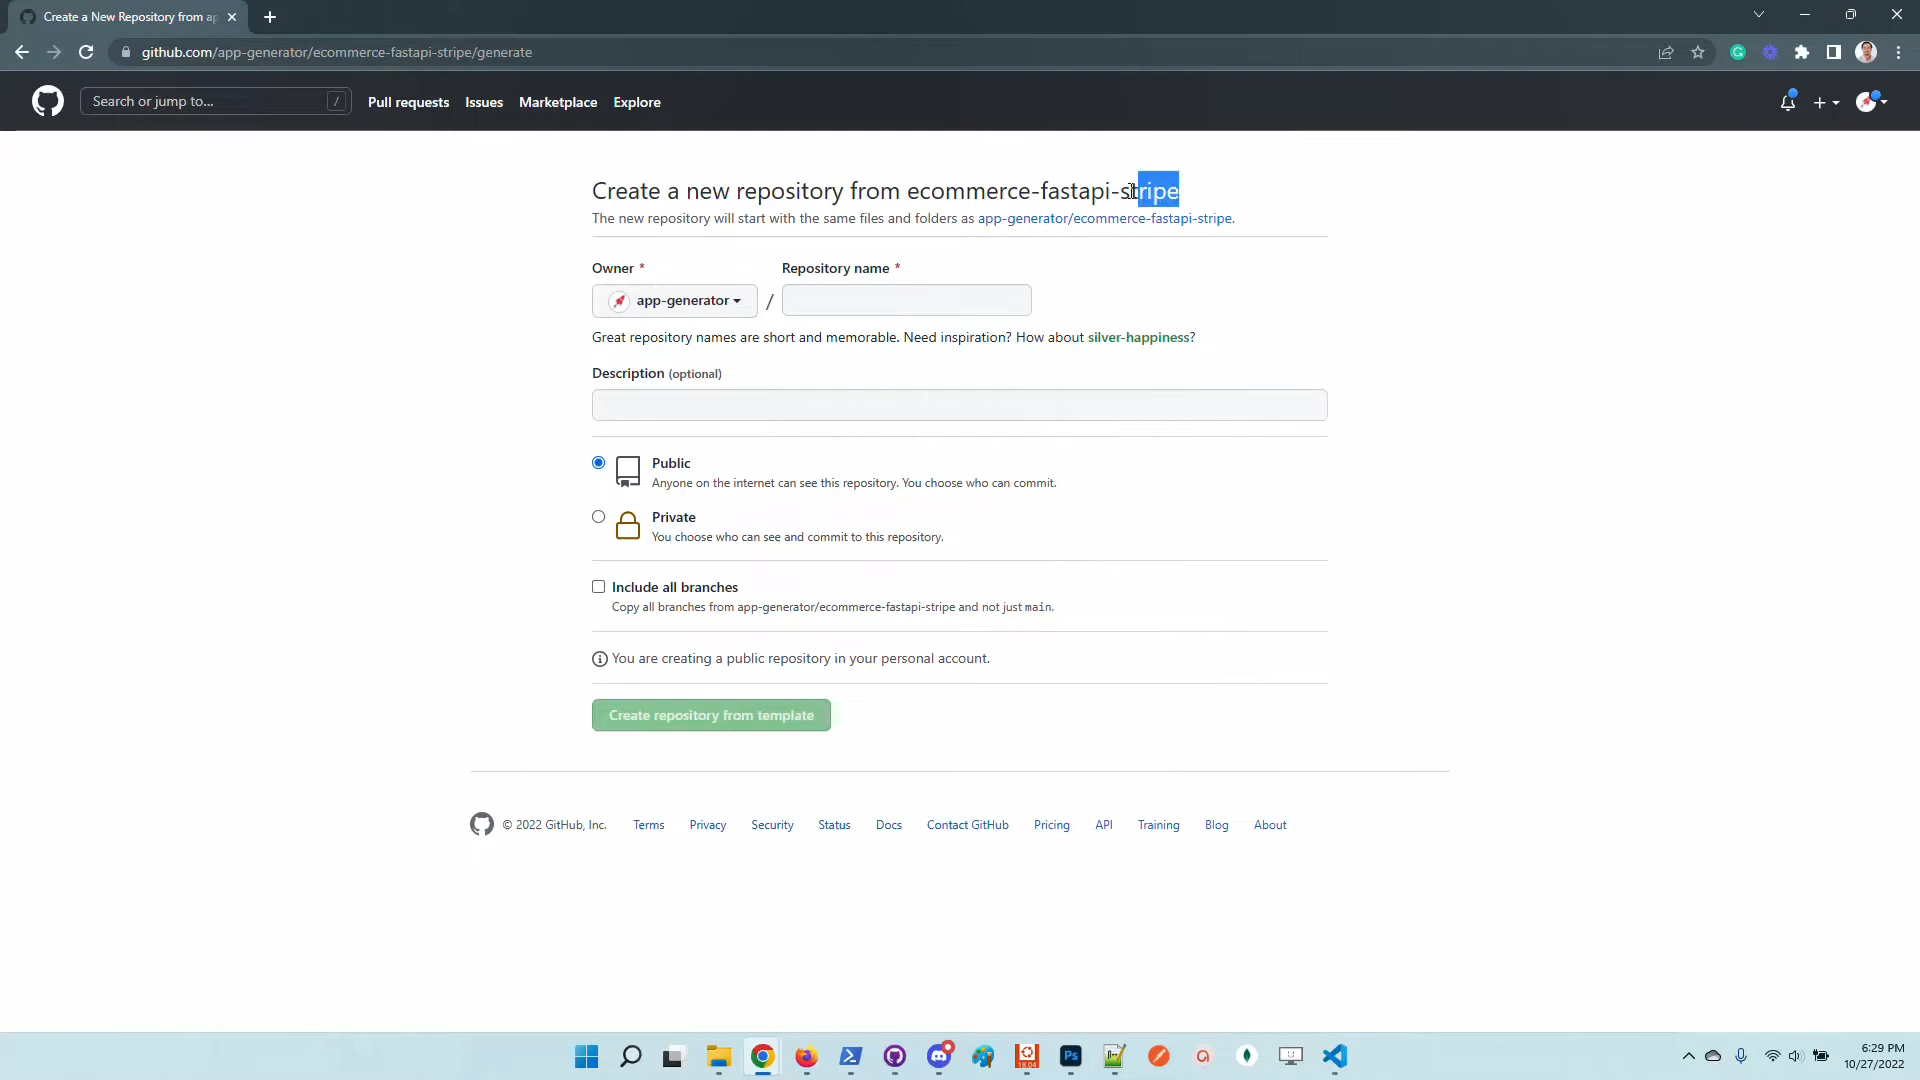 Create a New Repository from ap
github.com/app-generator/ecommerce-fastapi-stripe/generate
Search or jump to... /
Pull requests Issues Marketplace Explore
Create a new repository from ecommerce-fastapi-stripe
The new repository will start with the same files and folders as app-generator/ecommerce-fastapi-stripe.
Owner * Repository name *
app-generator /
Great repository names are short and memorable. Need inspiration? How about silver-happiness?
Description (optional)
Public
Anyone on the internet can see this repository. You choose who can commit.
Private
You choose who can see and commit to this repository.
Include all branches
Copy all branches from app-generator/ecommerce-fastapi-stripe and not just main.
You are creating a public repository in your personal account.
Create repository from template
© 2022 GitHub, Inc. Terms Privacy Security Status Docs Contact GitHub Pricing API Training Blog About
Ps
18.04
6:29 PM
10/27/2022